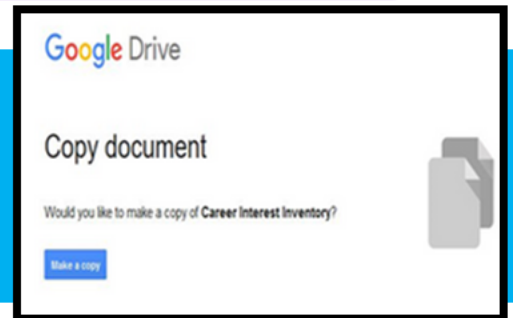 Google Drive
Copy document
Would you like to make a copy of Career Interest Inventory?
Make a copy